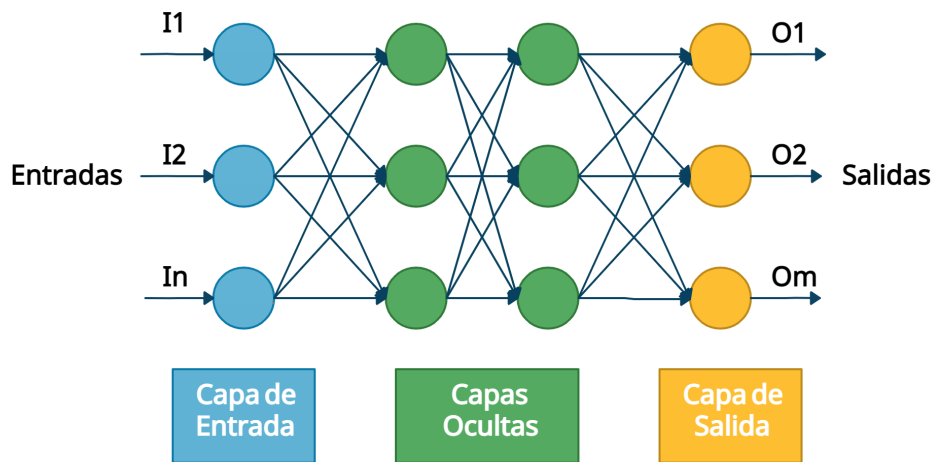 I1
O1
Entradas
I2
O2
Salidas
In
Om
Capa de
Entrada
Capas
Ocultas
Capa de
Salida